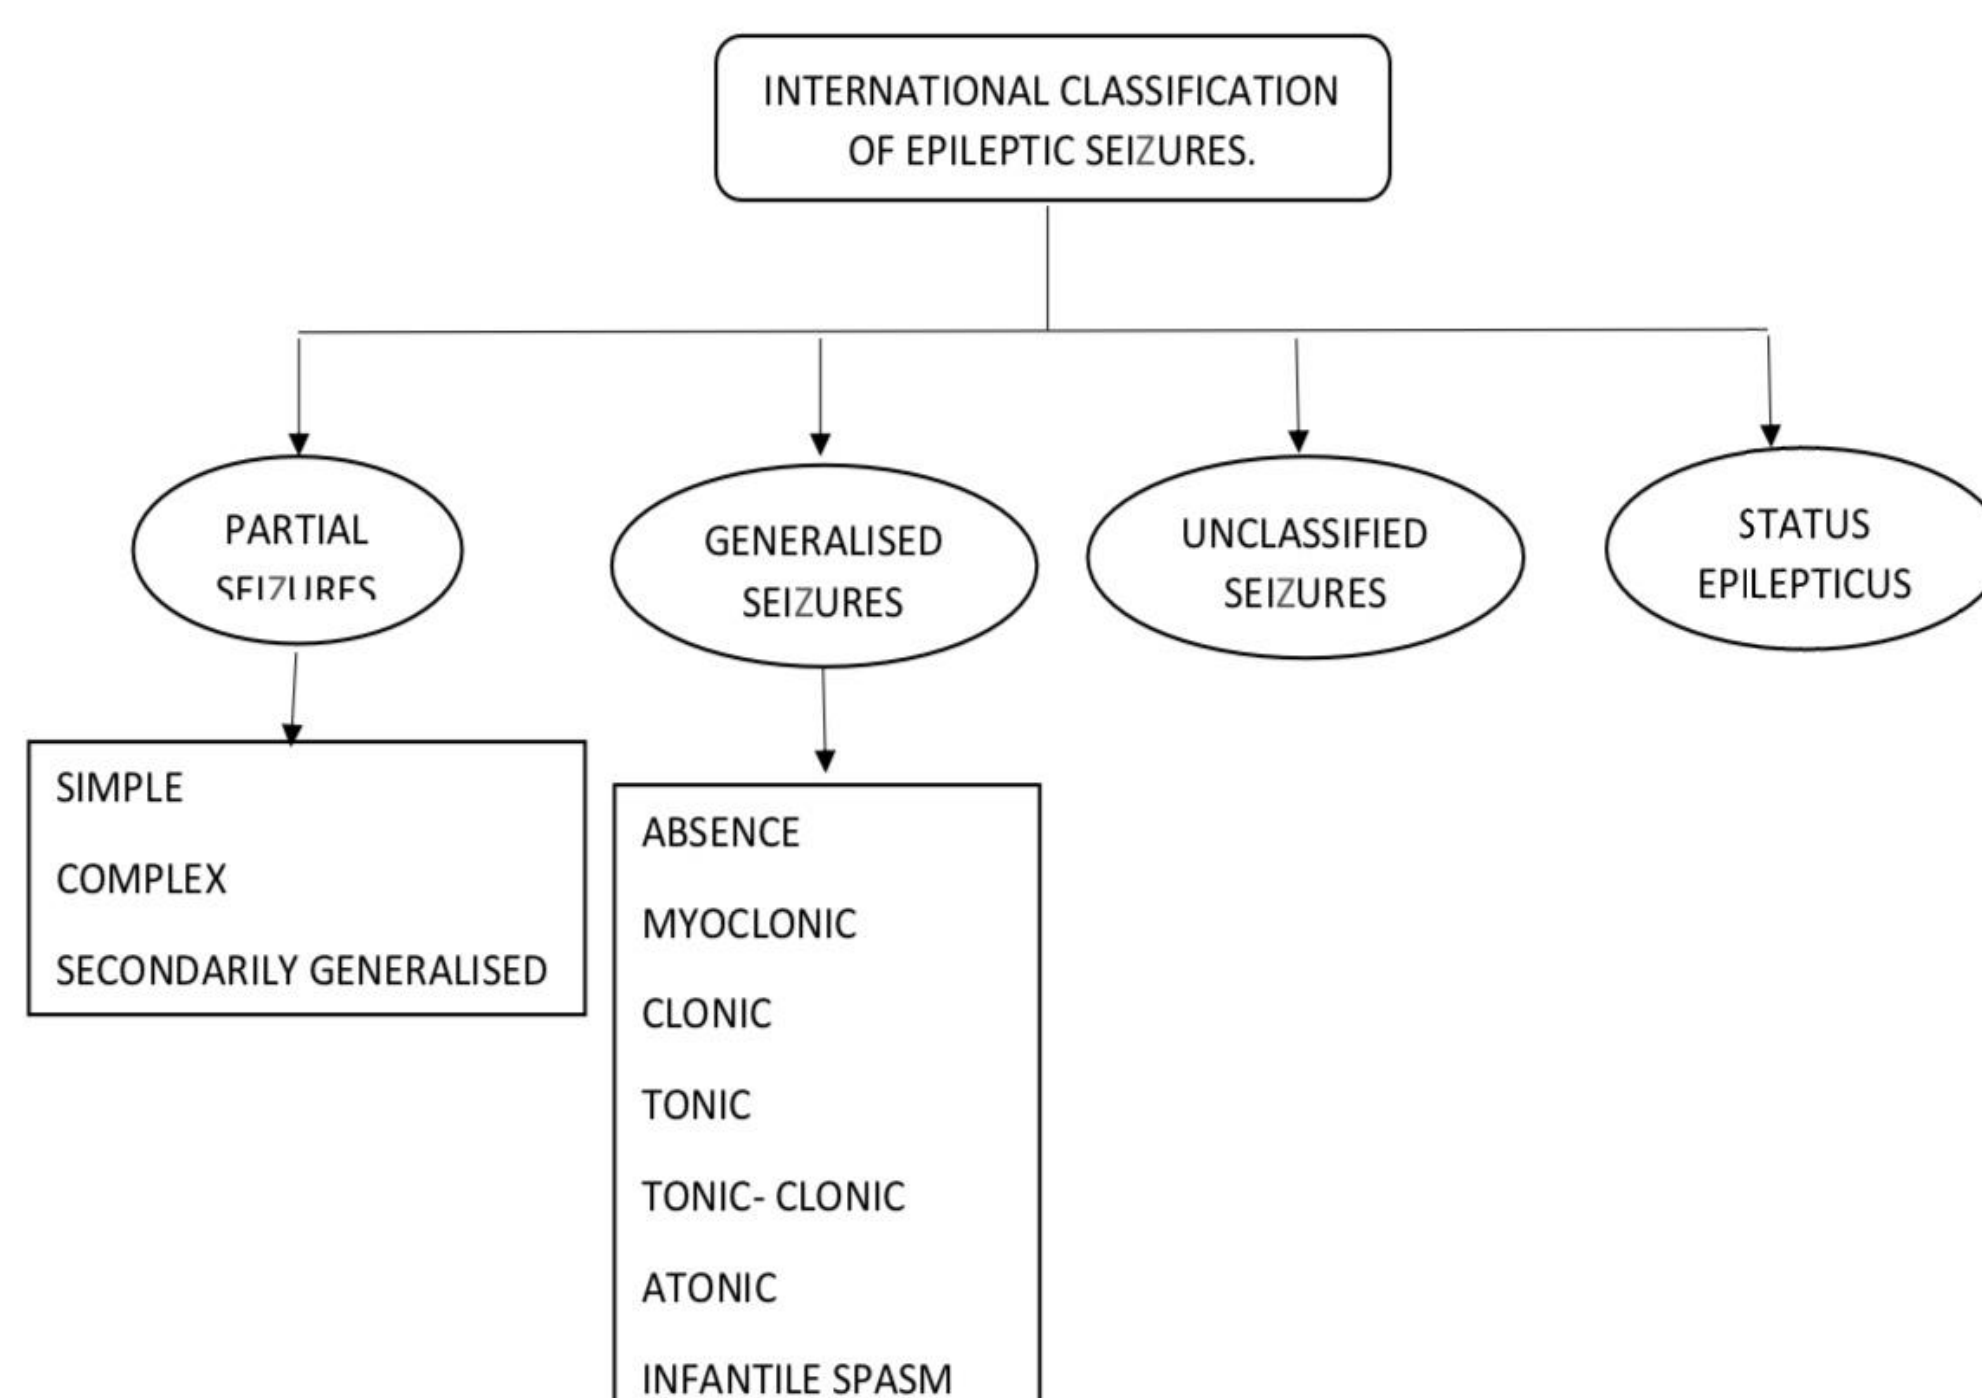 INTERNATIONAL CLASSIFICATION
OF EPILEPTIC SEIZURES.
PARTIAL
SEIZURES
GENERALISED
SEIZURES
UNCLASSIFIED
SEIZURES
STATUS
EPILEPTICUS
SIMPLE
COMPLEX
SECONDARILY GENERALISED
ABSENCE
MYOCLONIC
CLONIC
TONIC
TONIC- CLONIC
ATONIC
INFANTILE SPASM